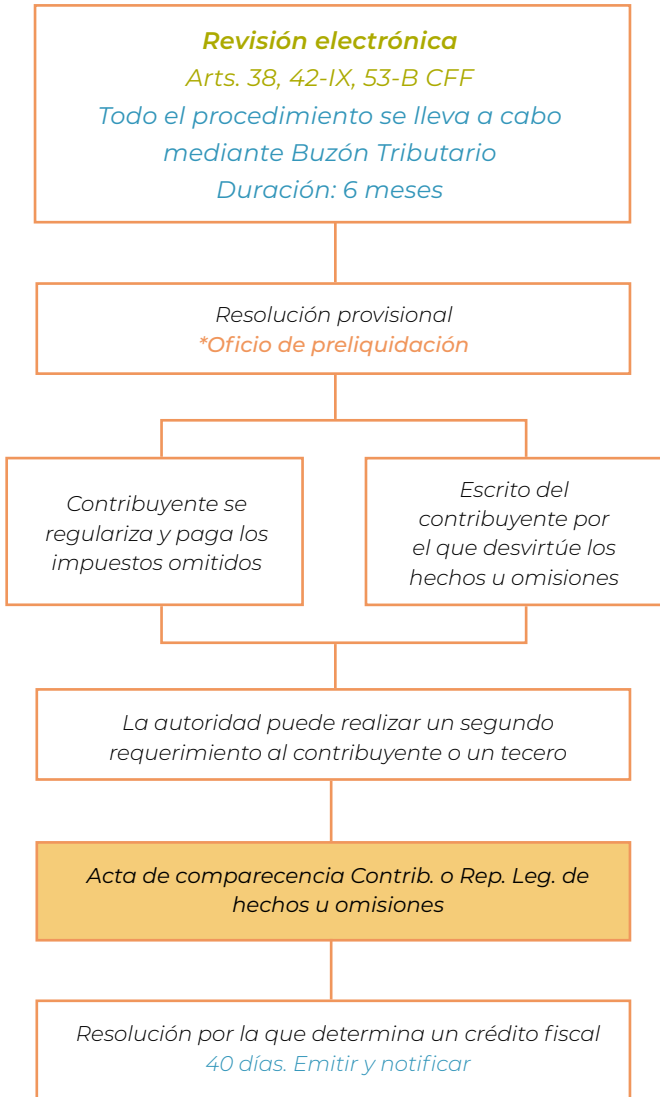 Revisión electrónica
Arts. 38, 42-IX, 53-B CFF
Todo el procedimiento se lleva a cabo
mediante Buzón Tributario
Duración: 6 meses
Resolución provisional
*Oficio de preliquidación
Contribuyente se
regulariza y paga los
impuestos omitidos
Escrito del
contribuyente por
el que desvirtúe los
hechos u omisiones
La autoridad puede realizar un segundo
requerimiento al contribuyente o un tecero
Acta de comparecencia Contrib. o Rep. Leg. de
hechos u omisiones
Resolución por la que determina un crédito fiscal
40 días. Emitir y notificar